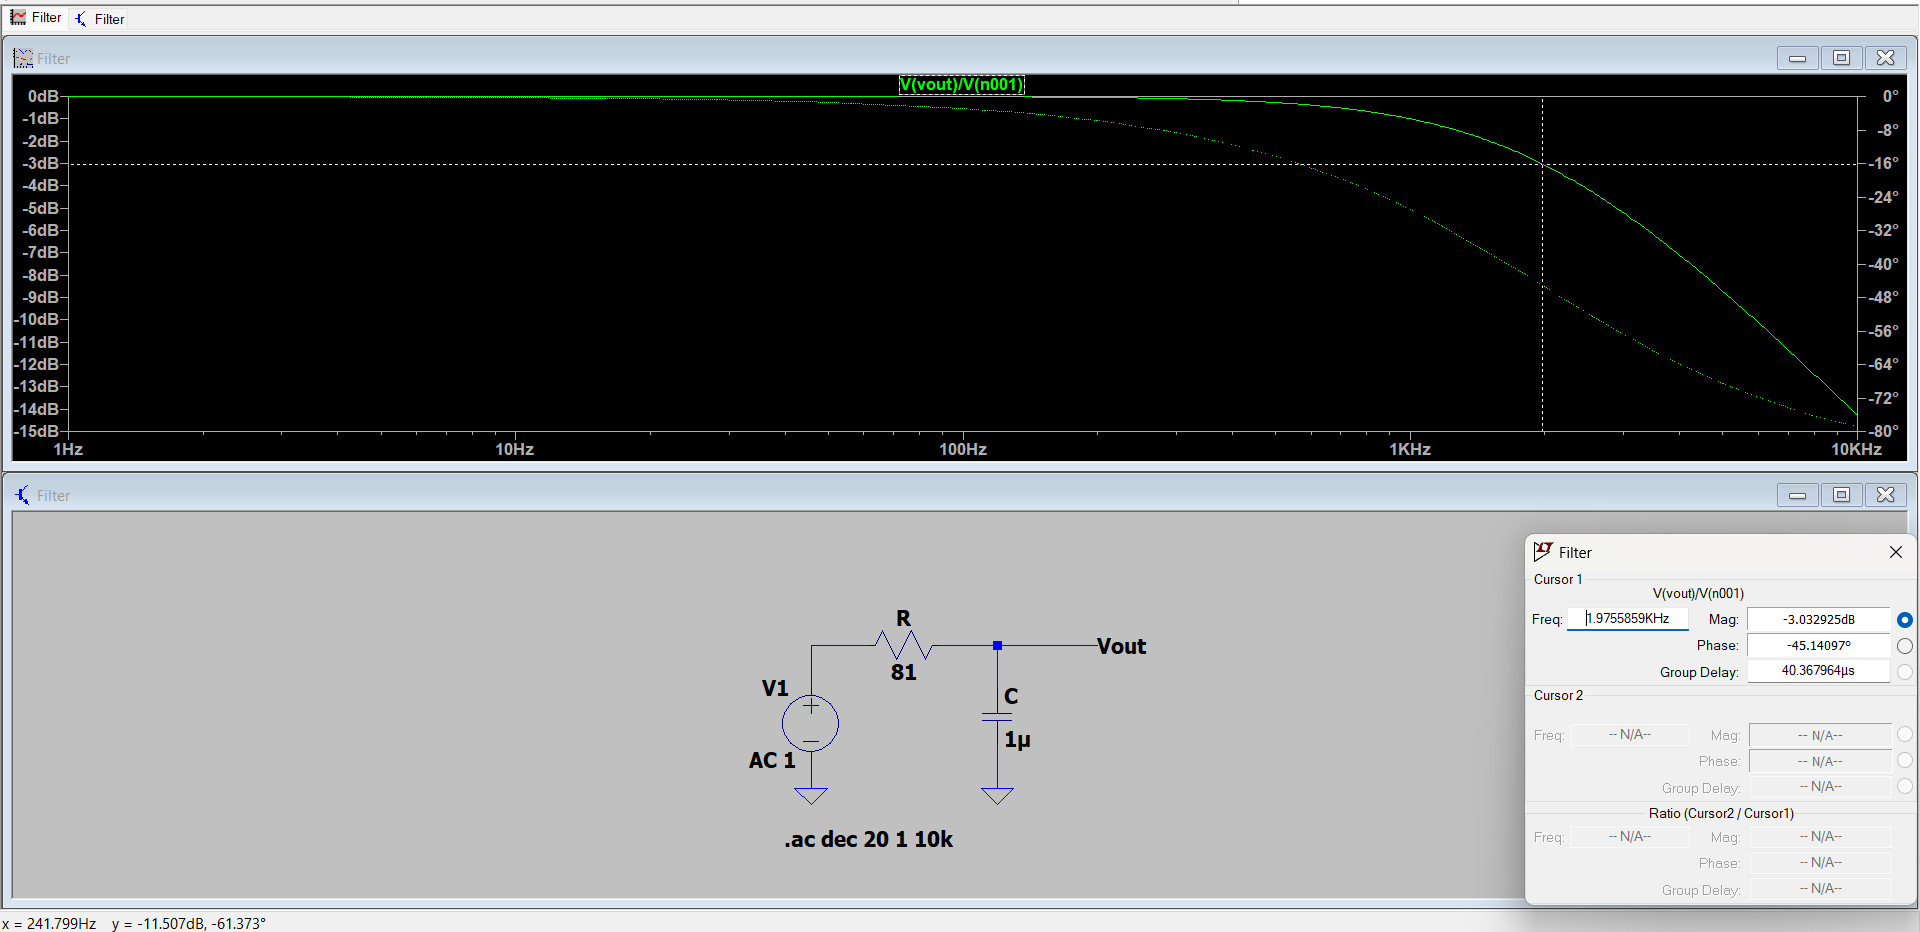 Filter Filter
Filter
V(vout)/V(n001)
0dB 0°
-1dB -8°
-2dB
-3dB -16°
-4dB -24°
-5dB
-6dB -32°
-7dB -40°
-8dB
-9dB -48°
-10dB -56°
-11dB
-12dB -64°
-13dB -72°
-14dB
-15dB -80°
1Hz 10Hz 100Hz 1KHz 10KHz
Filter
R
81
V1
+
−
AC 1
C
1µ
Vout
.ac dec 20 1 10k
Filter
Cursor 1
V(vout)/V(n001)
Freq: 1.9755859KHz Mag: -3.032925dB
Phase: -45.14097°
Group Delay: 40.367964µs
Cursor 2
Freq: -- N/A-- Mag: -- N/A--
Phase: -- N/A--
Group Delay: -- N/A--
Ratio (Cursor2 / Cursor1)
Freq: -- N/A-- Mag: -- N/A--
Phase: -- N/A--
Group Delay: -- N/A--
x = 241.799Hz y = -11.507dB, -61.373°